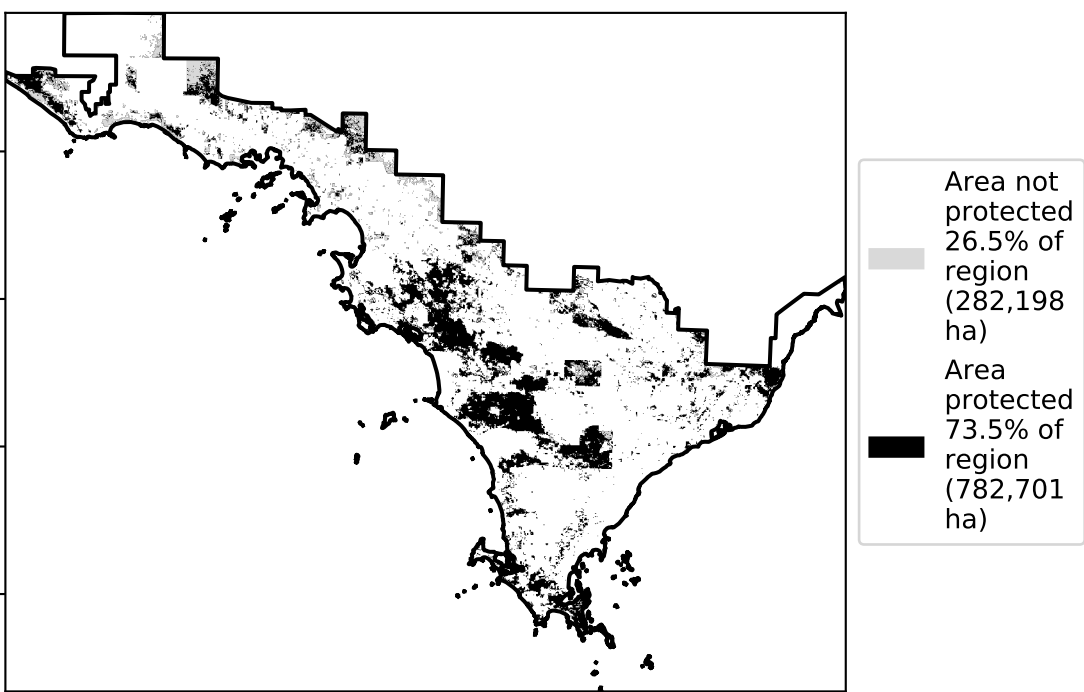 Area not
protected
26.5% of
region
(282,198
ha)
Area
protected
73.5% of
region
(782,701
ha)